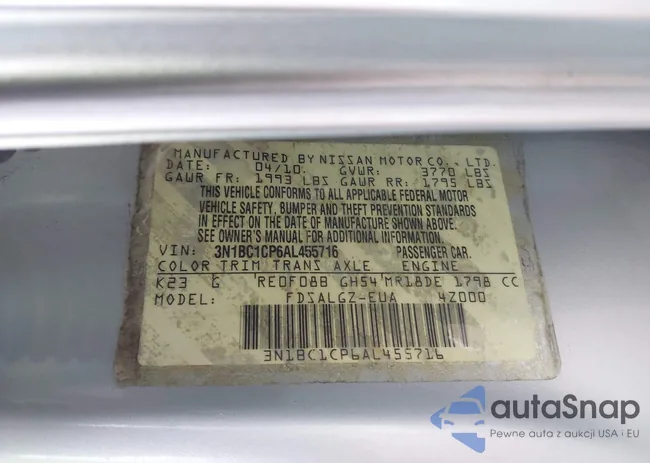 MANUFACTURED BY NISSAN MOTOR CO., LTD.
DATE: 04/10 GVWR: 3770 LBS
GAWR FR: 1993 LBS GAWR RR: 1795 LBS
THIS VEHICLE CONFORMS TO ALL APPLICABLE FEDERAL MOTOR
VEHICLE SAFETY, BUMPER AND THEFT PREVENTION STANDARDS
IN EFFECT ON THE DATE OF MANUFACTURE SHOWN ABOVE.
SEE OWNER'S MANUAL FOR ADDITIONAL INFORMATION.
VIN: 3N1BC1CP6AL455716 PASSENGER CAR.
COLOR TRIM TRANS AXLE ENGINE
K23 G RE0F08B GH54 MR18DE 1798 CC
MODEL: FDSALGZ-EUA 4Z000
3N1BC1CP6AL455716
autaSnap
Pewne auta z aukcji USA i EU